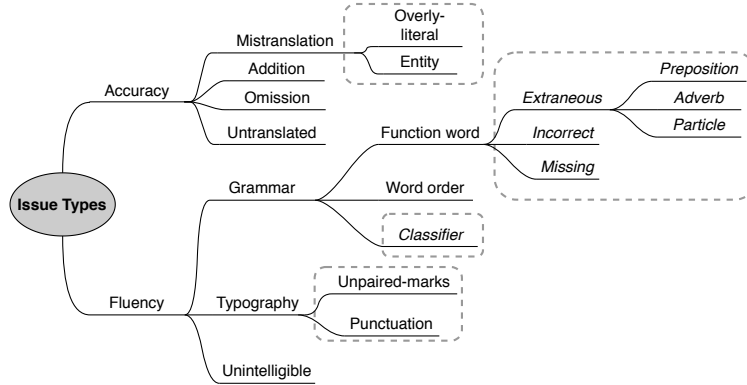 Overly-
literal
Mistranslation
Entity
Addition
Accuracy
Omission
Untranslated
Preposition
Extraneous
Adverb
Particle
Function word
Incorrect
Missing
Issue Types
Grammar
Word order
Classifier
Fluency
Typography
Unpaired-marks
Punctuation
Unintelligible